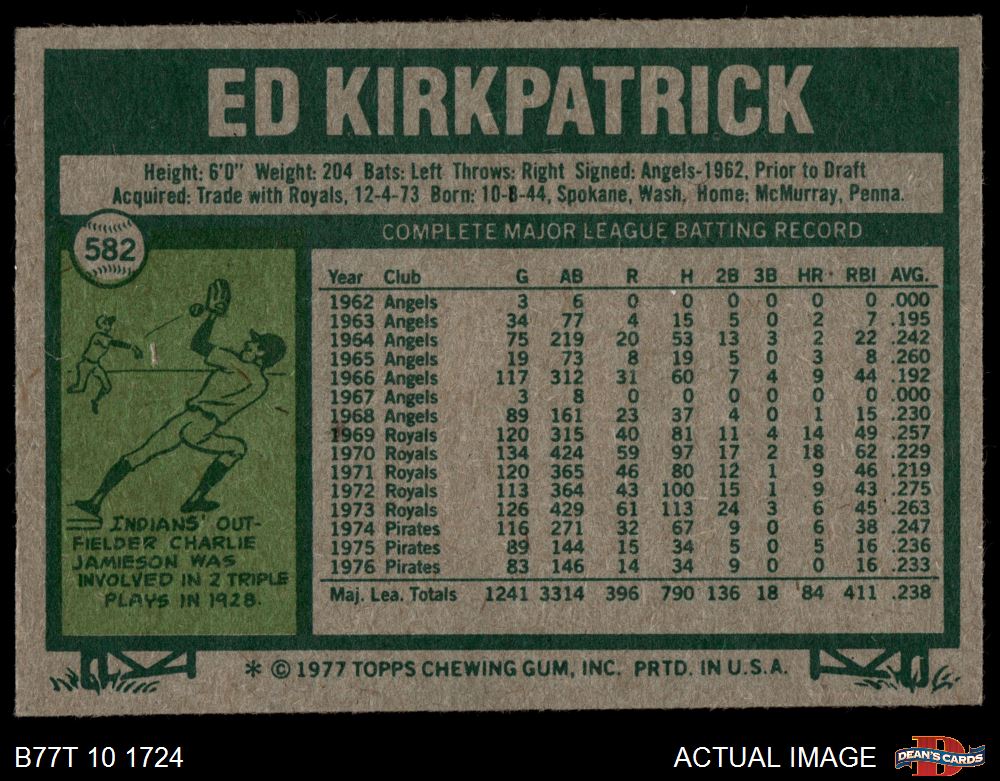 ED KIRKPATRICK
Height: 6'0" Weight: 204 Bats: Left Throws: Right Signed: Angels-1962, Prior to Draft
Acquired: Trade with Royals, 12-4-73 Born: 10-8-44, Spokane, Wash. Home: McMurray, Penna.
582
COMPLETE MAJOR LEAGUE BATTING RECORD
Year Club G AB R H 2B 3B HR RBI AVG.
1962 Angels 3 6 0 0 0 0 0 0 .000
1963 Angels 34 77 4 15 5 0 2 7 .195
1964 Angels 75 219 20 53 13 3 2 22 .242
1965 Angels 19 73 8 19 5 0 3 8 .260
1966 Angels 117 312 31 60 7 4 9 44 .192
1967 Angels 3 8 0 0 0 0 0 0 .000
1968 Angels 89 161 23 37 4 0 1 15 .230
1969 Royals 120 315 40 81 11 4 14 49 .257
1970 Royals 134 424 59 97 17 2 18 62 .229
1971 Royals 120 365 46 80 12 1 9 46 .219
1972 Royals 113 364 43 100 15 1 9 43 .275
1973 Royals 126 429 61 113 24 3 6 45 .263
1974 Pirates 116 271 32 67 9 0 6 38 .247
1975 Pirates 89 144 15 34 5 0 5 16 .236
1976 Pirates 83 146 14 34 9 0 0 16 .233
Maj. Lea. Totals 1241 3314 396 790 136 18 84 411 .238
INDIANS' OUT-
FIELDER CHARLIE
JAMIESON WAS
INVOLVED IN 2 TRIPLE
PLAYS IN 1928.
* © 1977 TOPPS CHEWING GUM, INC. PRTD. IN U.S.A.
B77T 10 1724
ACTUAL IMAGE
D
DEAN'S CARDS